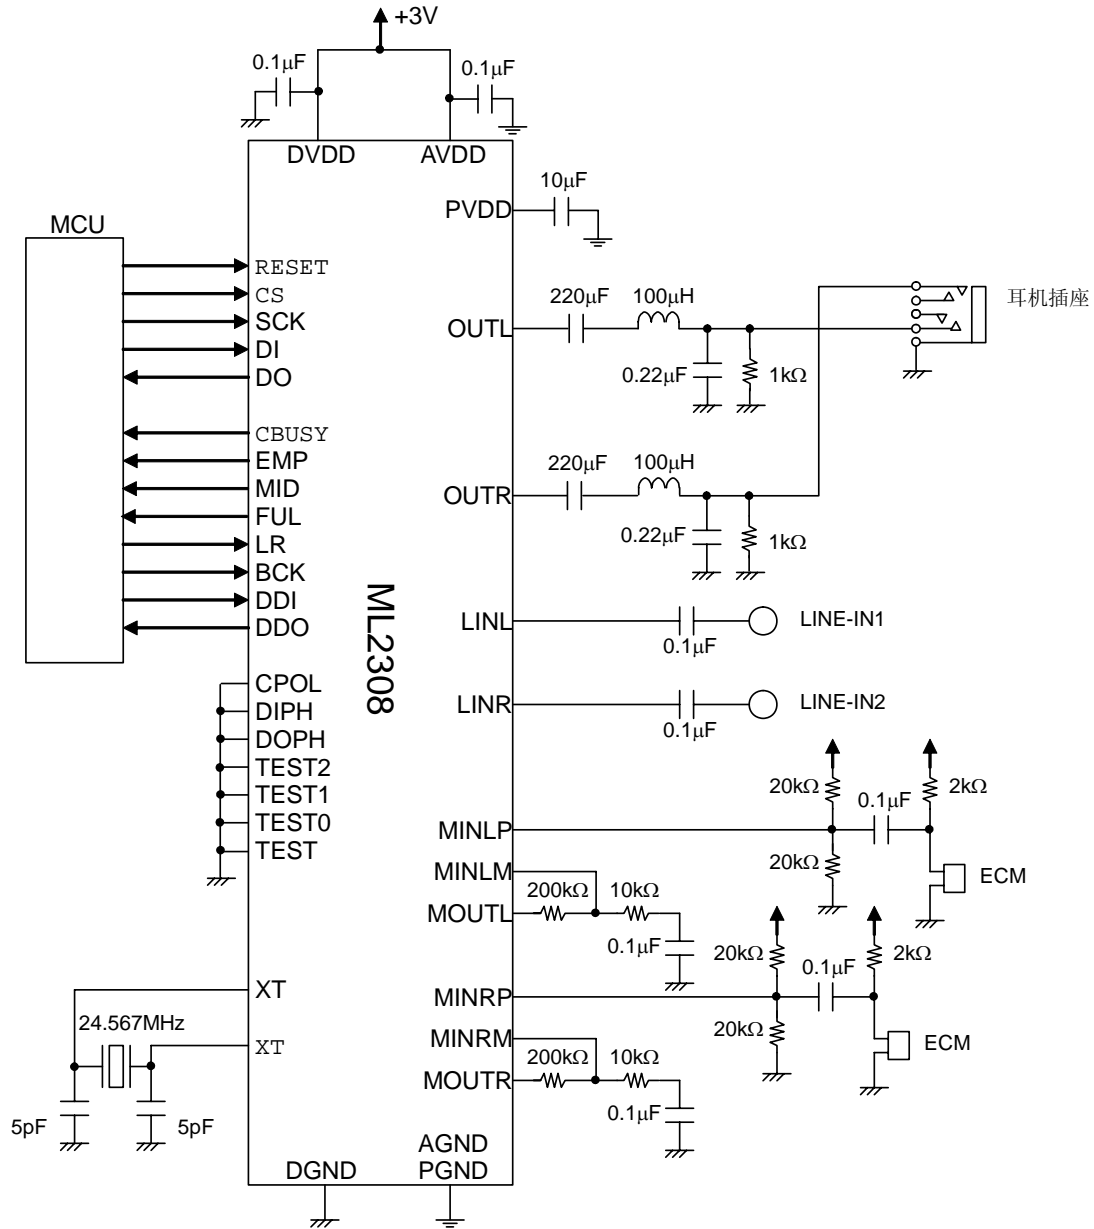 +3V
0.1μF
0.1μF
DVDD
AVDD
10μF
PVDD
MCU
RESET
CS
SCK
DI
DO
CBUSY
EMP
MID
FUL
LR
BCK
DDI
DDO
220μF
100μH
OUTL
耳机插座
0.22μF
1kΩ
220μF
100μH
OUTR
0.22μF
1kΩ
ML2308
LINL
LINE-IN1
0.1μF
LINR
LINE-IN2
0.1μF
CPOL
DIPH
DOPH
TEST2
TEST1
TEST0
TEST
20kΩ
0.1μF
2kΩ
MINLP
20kΩ
ECM
MINLM
200kΩ
10kΩ
MOUTL
0.1μF
20kΩ
0.1μF
2kΩ
MINRP
20kΩ
ECM
MINRM
200kΩ
10kΩ
MOUTR
0.1μF
XT
24.567MHz
XT
5pF
5pF
DGND
AGND
PGND